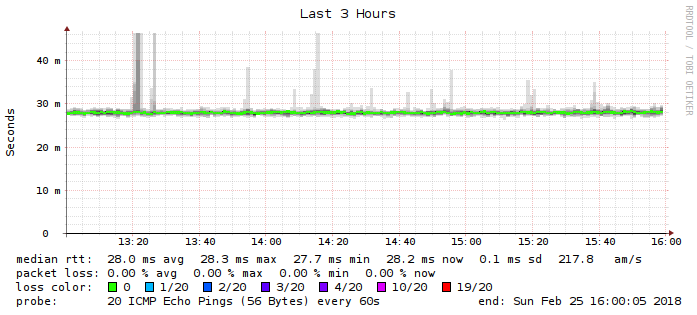 Last 3 Hours
RRDTOOL / TOBI OETIKER
Seconds
40 m
30 m
20 m
10 m
0
13:20 13:40 14:00 14:20 14:40 15:00 15:20 15:40 16:00
median rtt: 28.0 ms avg 28.3 ms max 27.7 ms min 28.2 ms now 0.1 ms sd 217.8 am/s
packet loss: 0.00 % avg 0.00 % max 0.00 % min 0.00 % now
loss color: 0 1/20 2/20 3/20 4/20 10/20 19/20
probe: 20 ICMP Echo Pings (56 Bytes) every 60s end: Sun Feb 25 16:00:05 2018